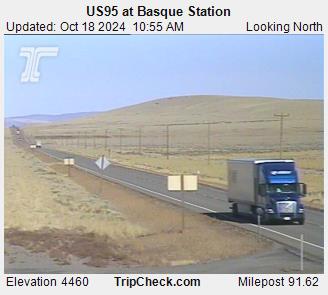 US95 at Basque Station
Updated: Oct 18 2024 10:55 AM Looking North
Elevation 4460 TripCheck.com Milepost 91.62